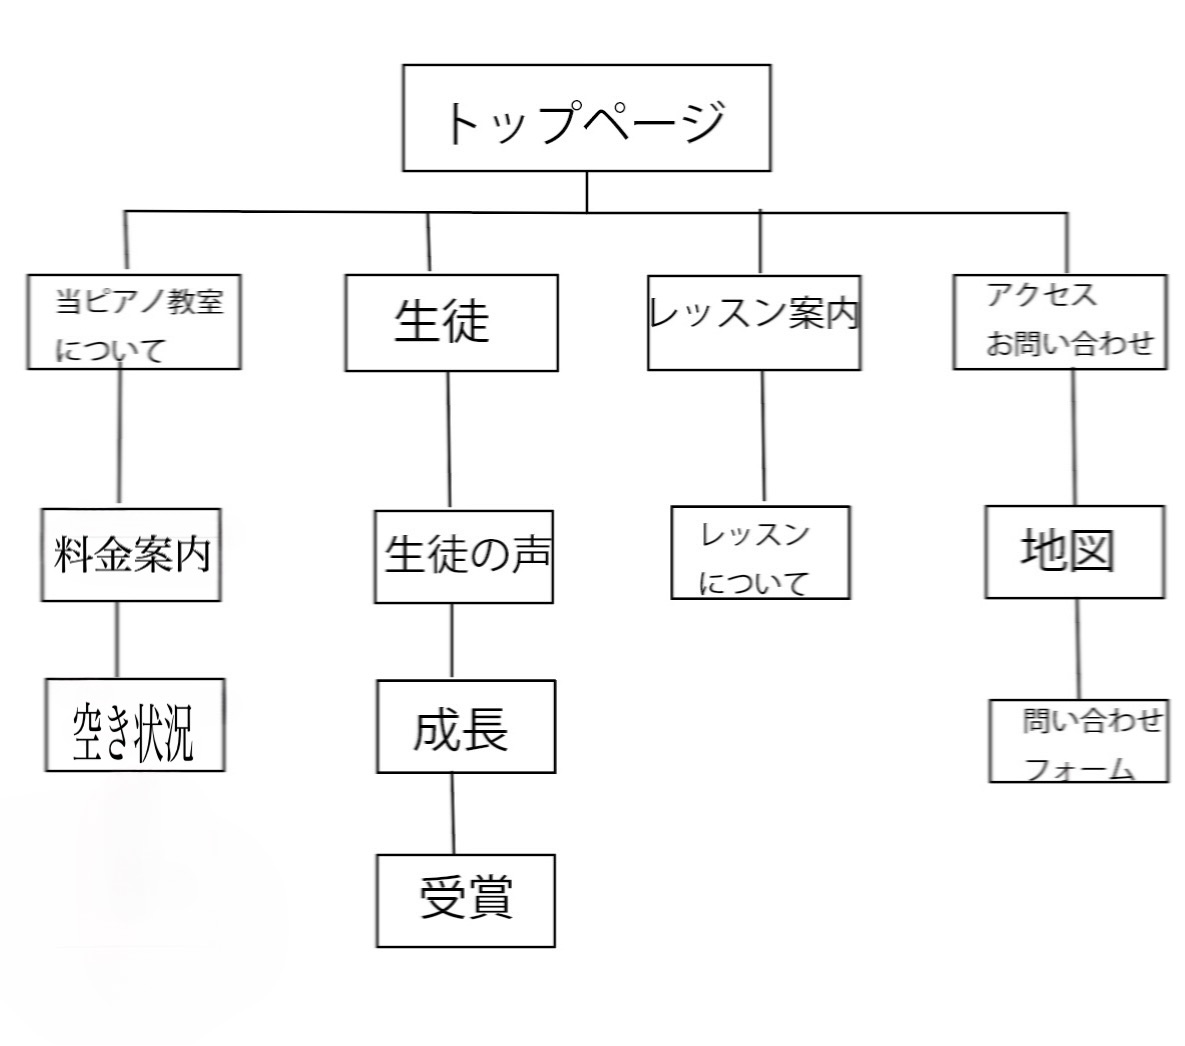 トップページ
当ピアノ教室
について
生徒
レッスン案内
アクセス
お問い合わせ
料金案内
生徒の声
レッスン
について
地図
空き状況
成長
問い合わせ
フォーム
受賞